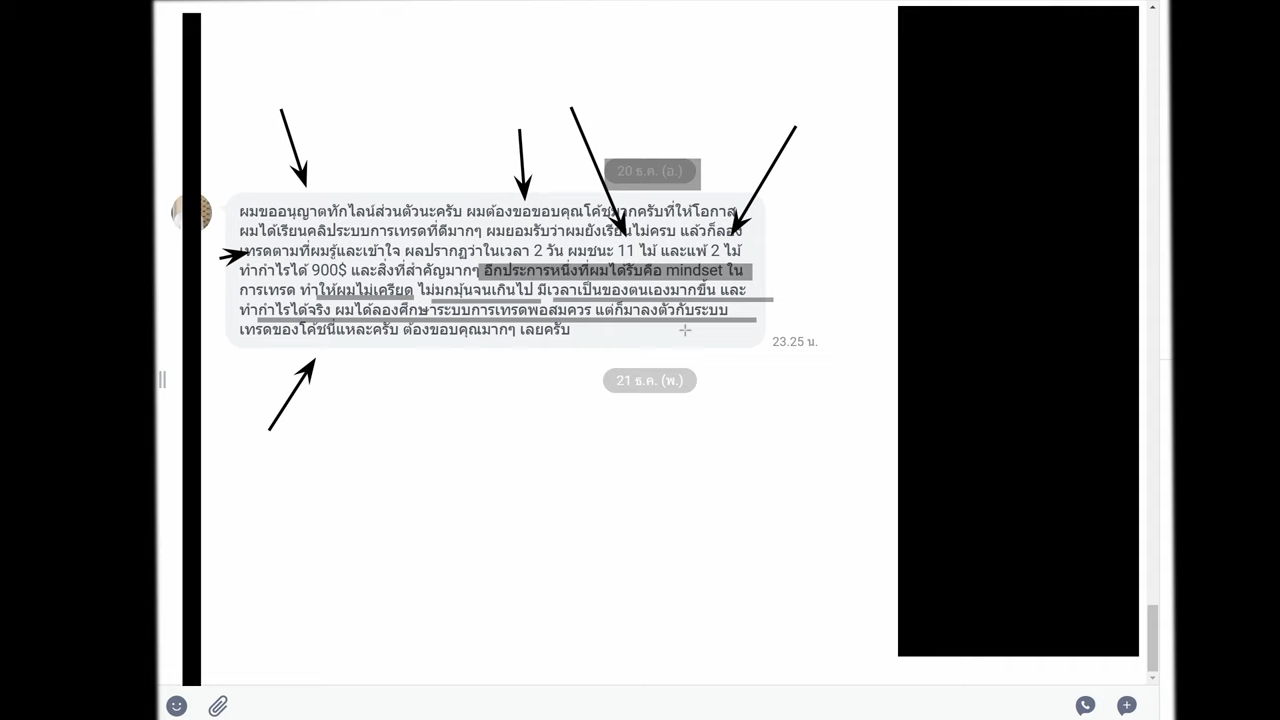 20 ธ.ค. (อ.)
ผมขออนุญาตทักไลน์ส่วนตัวนะครับ ผมต้องขอขอบคุณโค้ชมากครับที่ให้โอกาส
ผมได้เรียนคลิประบบการเทรดที่ดีมากๆ ผมยอมรับว่าผมยังเรียนไม่ครบ แล้วก็ลอง
เทรดตามที่ผมรู้และเข้าใจ ผลปรากฏว่าในเวลา 2 วัน ผมชนะ 11 ไม้ และแพ้ 2 ไม้
ทำกำไรได้ 900$ และสิ่งที่สำคัญมากๆ อีกประการหนึ่งที่ผมได้รับคือ mindset ใน
การเทรด ทำให้ผมไม่เครียด ไม่มกมุ้นจนเกินไป มีเวลาเป็นของตนเองมากขึ้น และ
ทำกำไรได้จริง ผมได้ลองศึกษาระบบการเทรดพอสมควร แต่ก็มาลงตัวกับระบบ
เทรดของโค้ชนี่แหละครับ ต้องขอบคุณมากๆ เลยครับ
23.25 น.
21 ธ.ค. (พ.)